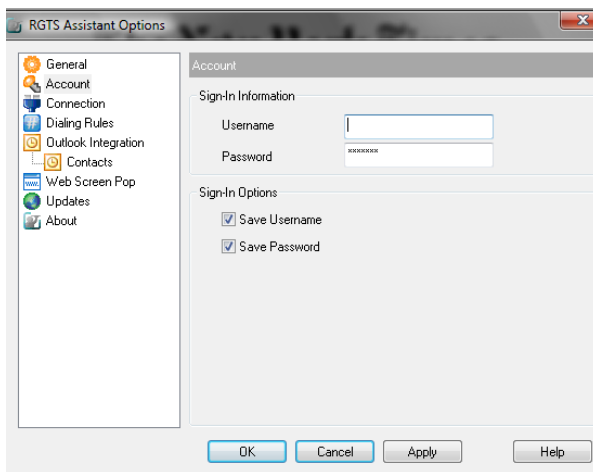 RGTS Assistant Options
General
Account
Connection
Dialing Rules
Outlook Integration
Contacts
Web Screen Pop
Updates
About
Account
Sign-In Information
Username
Password
*******
Sign-In Options
Save Username
Save Password
OK
Cancel
Apply
Help